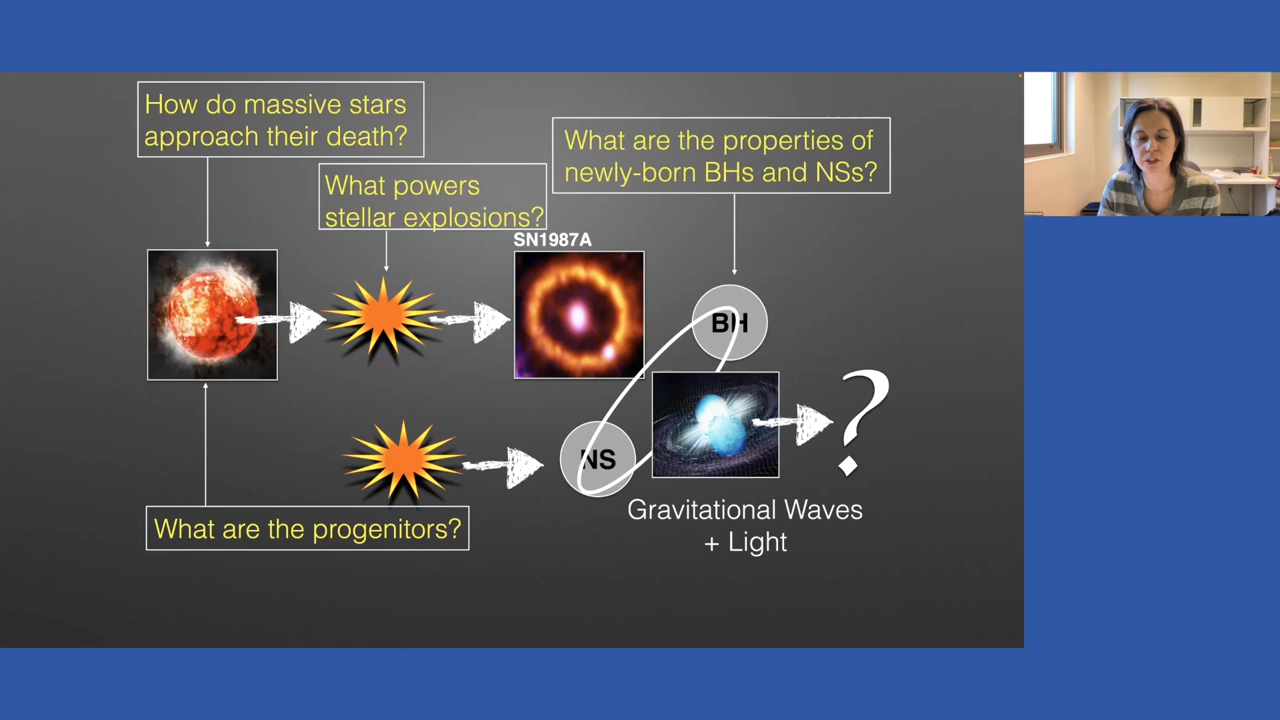 How do massive stars
approach their death?
What powers
stellar explosions?
What are the properties of
newly-born BHs and NSs?
SN1987A
BH
NS
What are the progenitors?
?
Gravitational Waves
+ Light